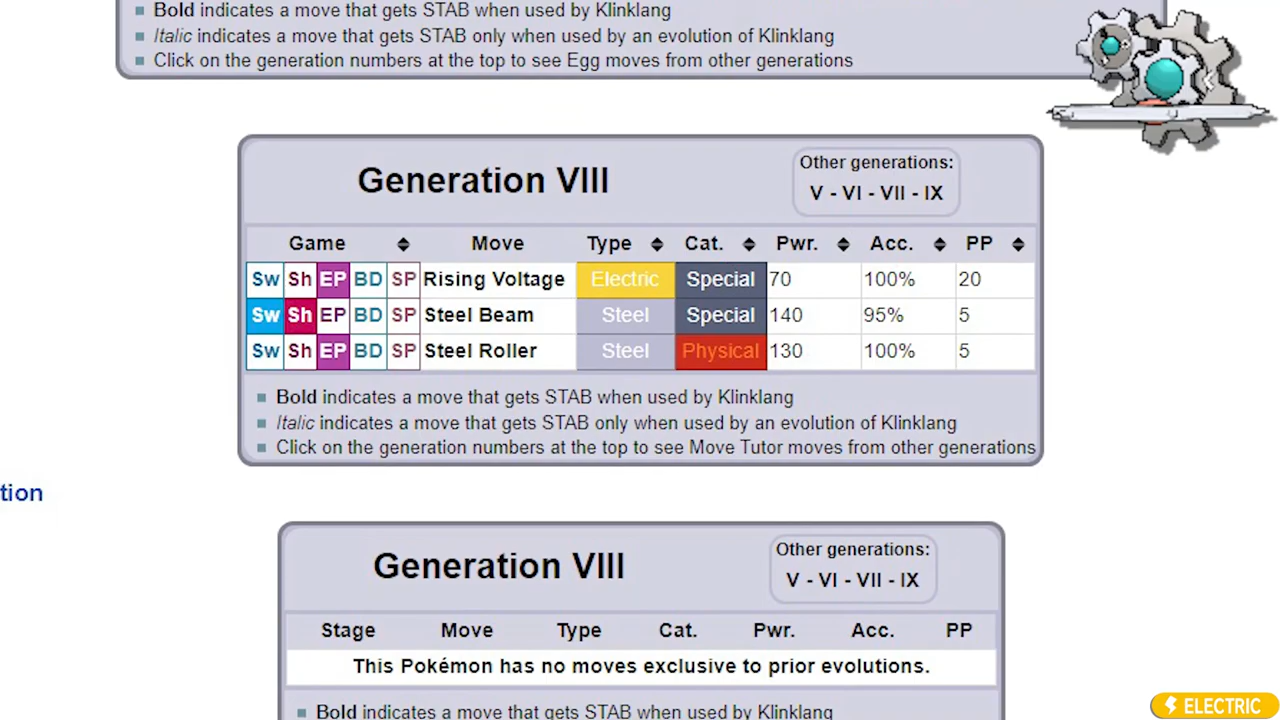 Bold indicates a move that gets STAB when used by Klinklang
Italic indicates a move that gets STAB only when used by an evolution of Klinklang
Click on the generation numbers at the top to see Egg moves from other generations
Generation VIII
Other generations:
V - VI - VII - IX
Game Move Type Cat. Pwr. Acc. PP
Sw Sh EP BD SP Rising Voltage Electric Special 70 100% 20
Sw Sh EP BD SP Steel Beam Steel Special 140 95% 5
Sw Sh EP BD SP Steel Roller Steel Physical 130 100% 5
Bold indicates a move that gets STAB when used by Klinklang
Italic indicates a move that gets STAB only when used by an evolution of Klinklang
Click on the generation numbers at the top to see Move Tutor moves from other generations
tion
Generation VIII
Other generations:
V - VI - VII - IX
Stage Move Type Cat. Pwr. Acc. PP
This Pokémon has no moves exclusive to prior evolutions.
Bold indicates a move that gets STAB when used by Klinklang
ELECTRIC